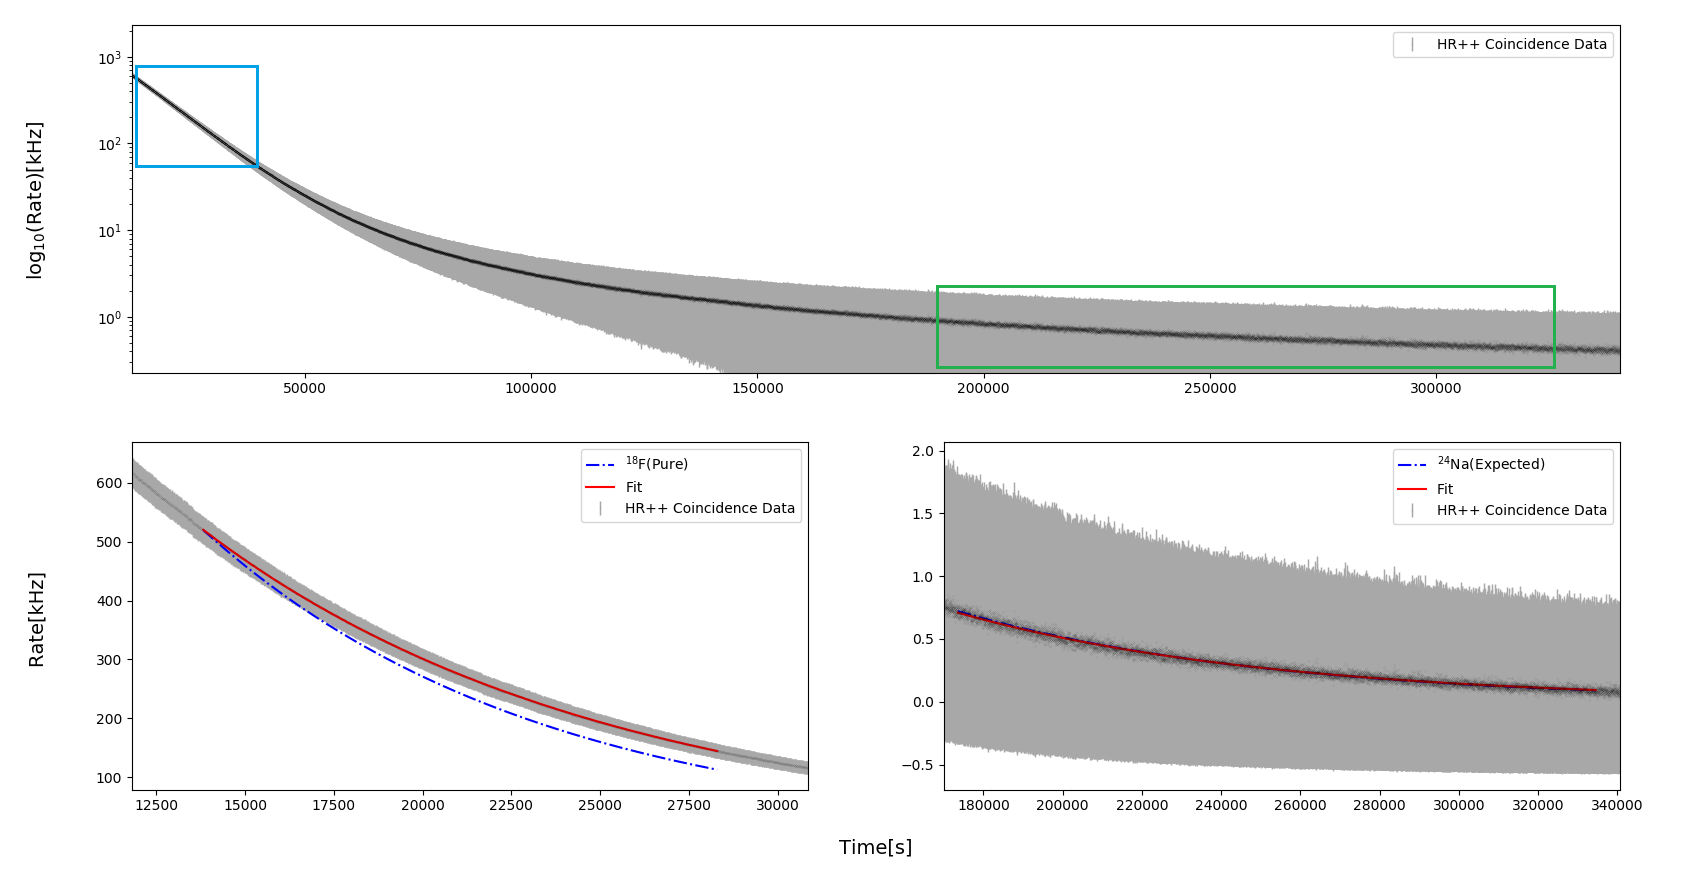 HR++ Coincidence Data
log₁₀(Rate)[kHz]
10³
10²
10¹
10⁰
50000 100000 150000 200000 250000 300000
¹⁸F(Pure)
Fit
HR++ Coincidence Data
Rate[kHz]
600
500
400
300
200
100
12500 15000 17500 20000 22500 25000 27500 30000
²⁴Na(Expected)
Fit
HR++ Coincidence Data
2.0
1.5
1.0
0.5
0.0
−0.5
180000 200000 220000 240000 260000 280000 300000 320000 340000
Time[s]